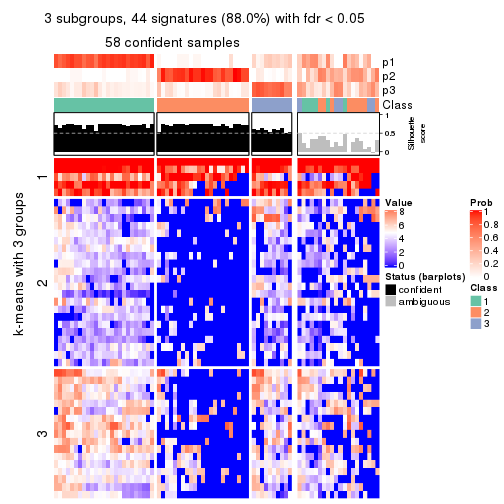 3 subgroups, 44 signatures (88.0%) with fdr < 0.05
58 confident samples
p1
p2
p3
Class
1
0.5
0
Silhouette
score
k-means with 3 groups
1
2
3
Value
8
6
4
2
0
Prob
1
0.8
0.6
0.4
0.2
0
Status (barplots)
confident
ambiguous
Class
1
2
3